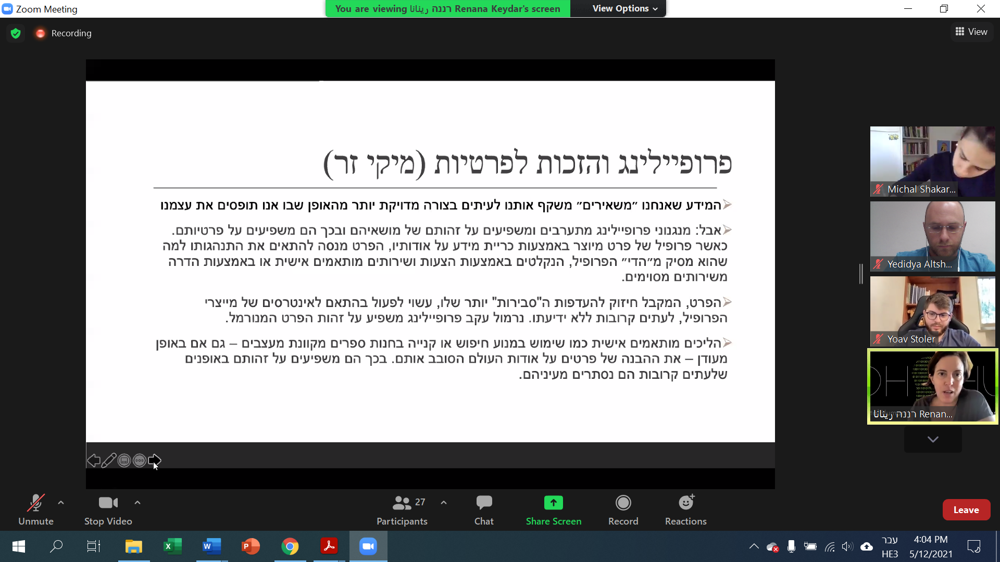 Zoom Meeting
You are viewing רננה רינאנا Renana Keydar's screen
View Options
Recording
View
פרופיילינג והזכות לפרטיות (מיקי זר)
המידע שאנחנו ״משאירים״ משקף אותנו לעיתים בצורה מדויקת יותר מהאופן שבו אנו תופסים את עצמנו
אבל: מנגנוני פרופיילינג מתערבים ומשפיעים על זהותם של מושאיהם ובכך הם משפיעים על פרטיותם.
כאשר פרופיל של פרט מיוצר באמצעות כריית מידע על אודותיו, הפרט מנסה להתאים את התנהגותו למה
שהוא מסיק מ״הדי״ הפרופיל, הנקלטים באמצעות הצעות ושירותים מותאמים אישית או באמצעות הדרה
משירותים מסוימים.
הפרט, המקבל חיזוק להעדפות ה"סבירות" יותר שלו, עשוי לפעול בהתאם לאינטרסים של מייצרי
הפרופיל, לעתים קרובות ללא ידיעתו. נרמול עקב פרופיילינג משפיע על זהות הפרט המנורמל.
הליכים מותאמים אישית כמו שימוש במנוע חיפוש או קנייה בחנות ספרים מקוונת מעצבים – גם אם באופן
מעודן – את ההבנה של פרטים על אודות העולם הסובב אותם. בכך הם משפיעים על זהותם באופנים
שלעתים קרובות הם נסתרים מעיניהם.
Michal Shakar...
Yedidya Altsh...
Yoav Stoler
רננה רינאנا Renan...
Unmute
Stop Video
27
Participants
Chat
Share Screen
Record
Reactions
Leave
עבר
HE3
4:04 PM
5/12/2021